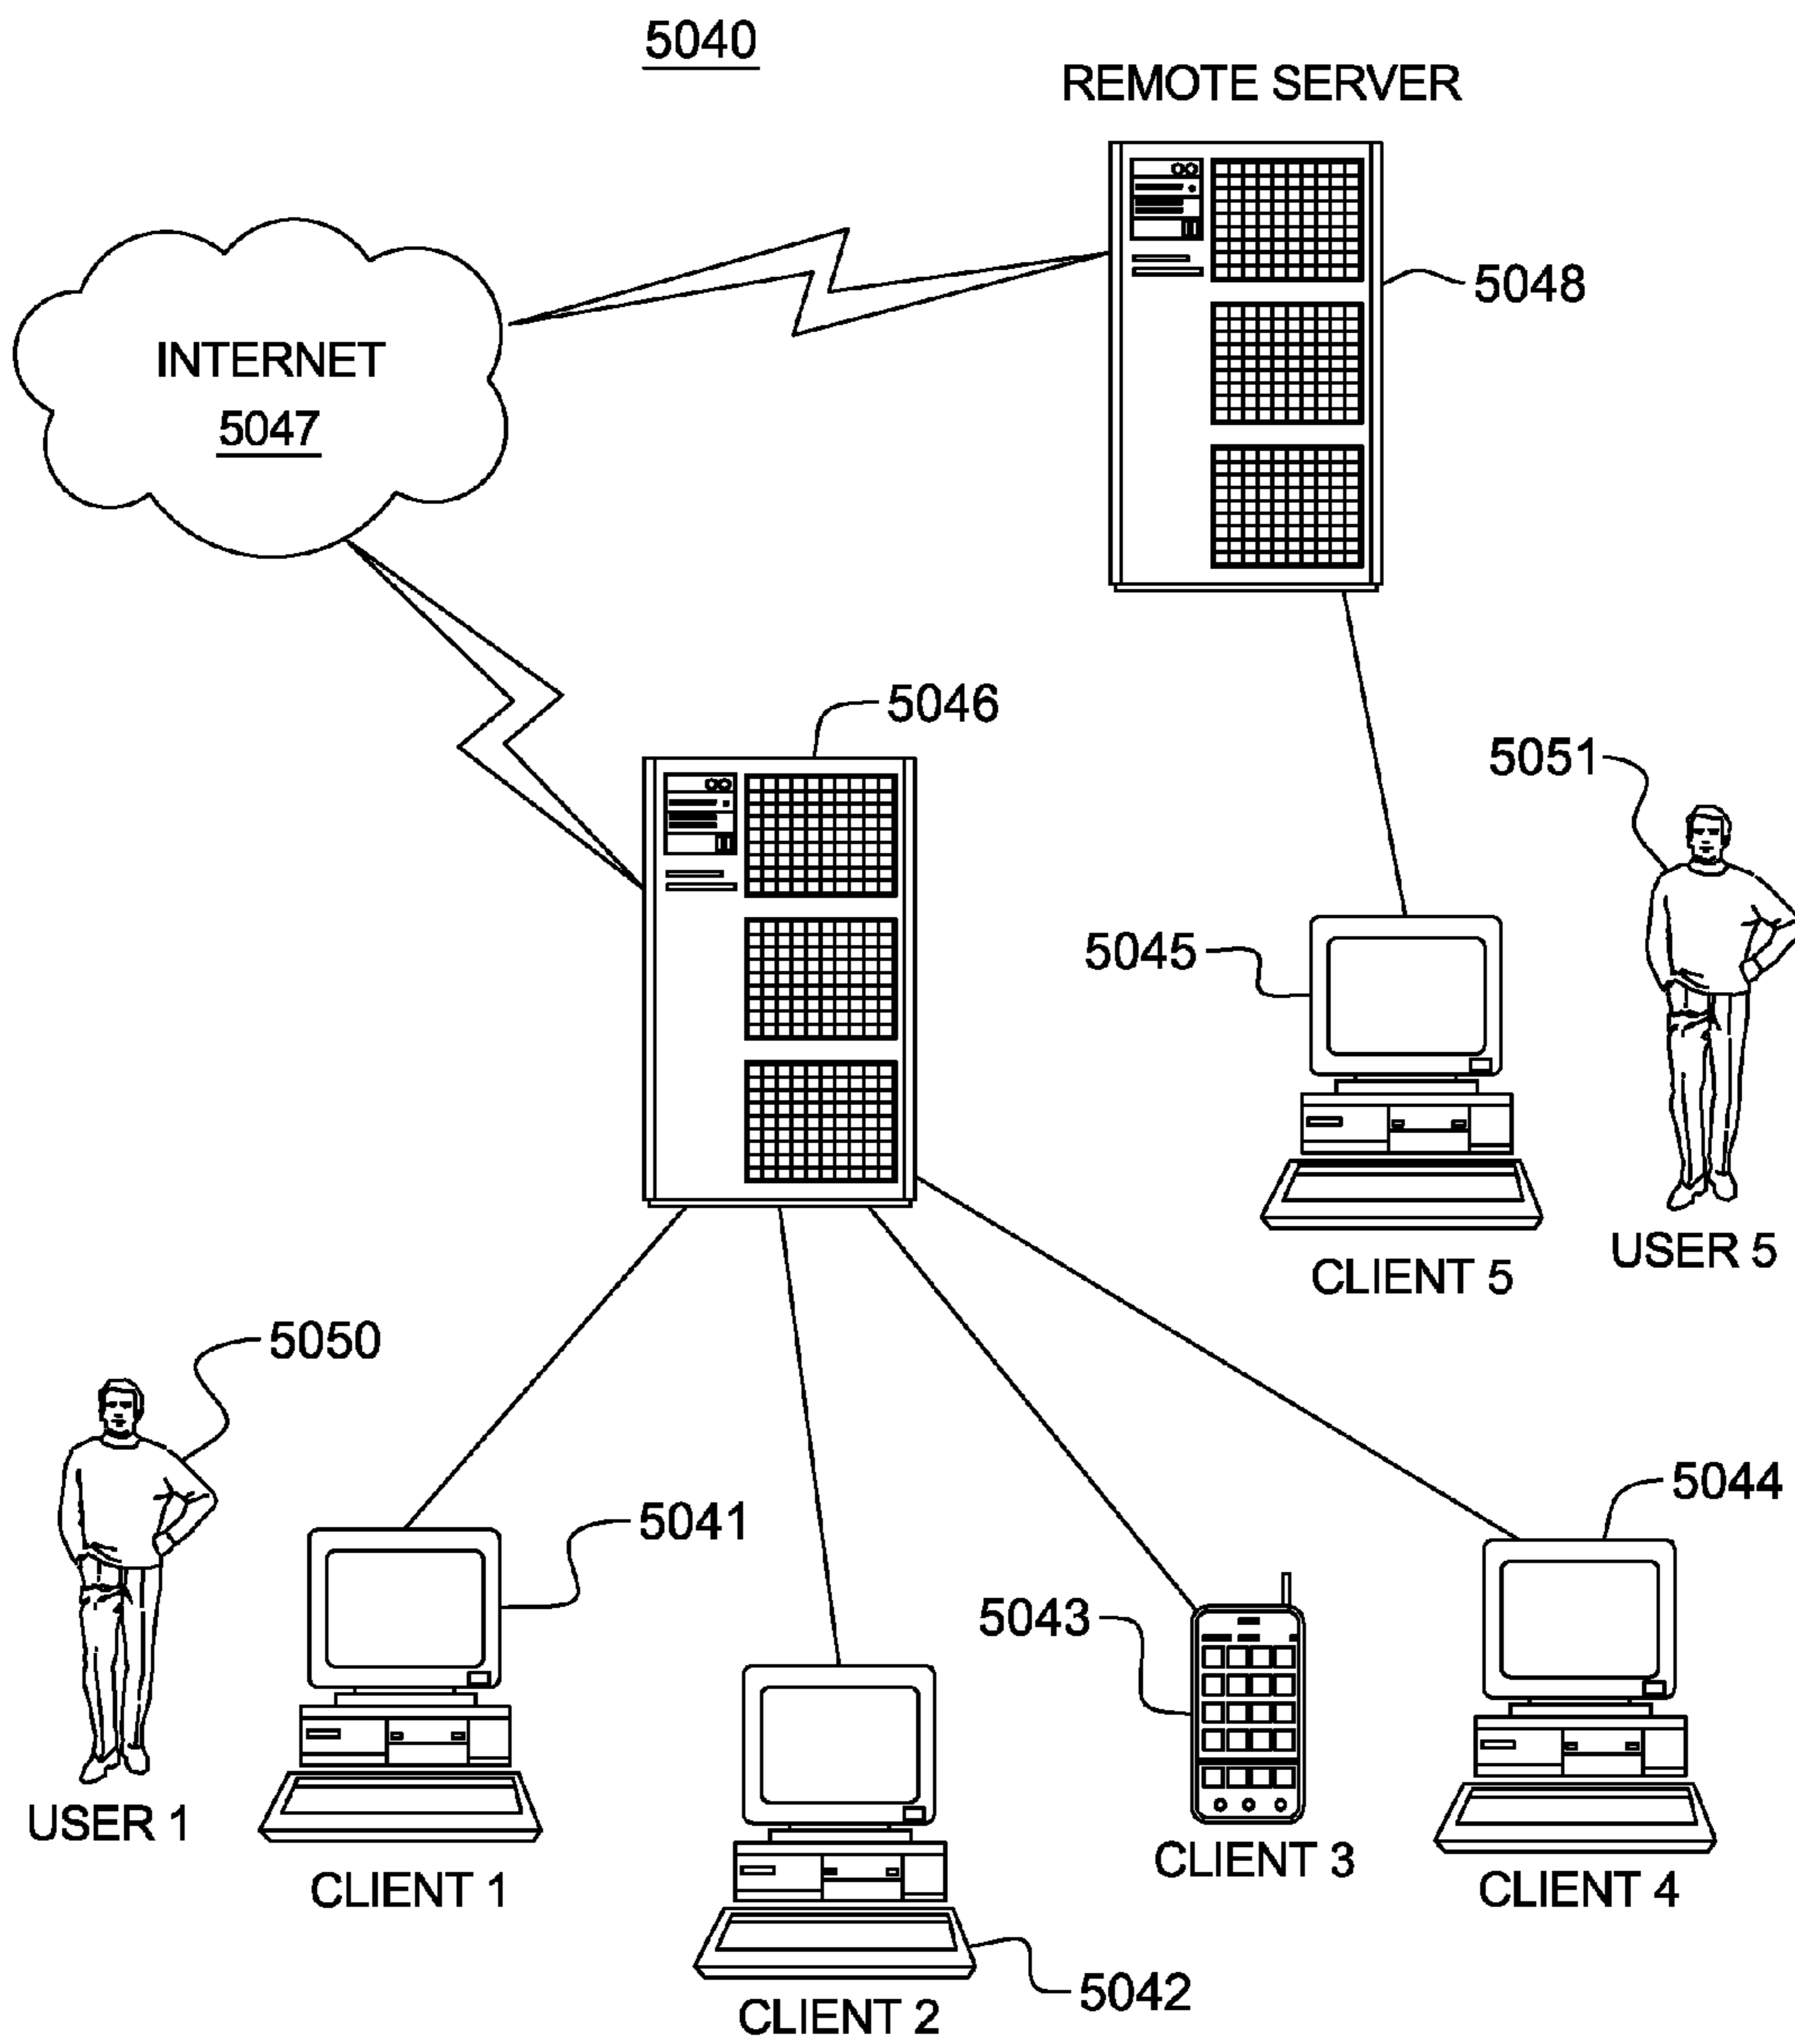 5040
REMOTE SERVER
5048
INTERNET
5047
5046
5051
5045
USER 5
CLIENT 5
5050
5041
5044
5043
USER 1
CLIENT 1
CLIENT 3
CLIENT 4
5042
CLIENT 2